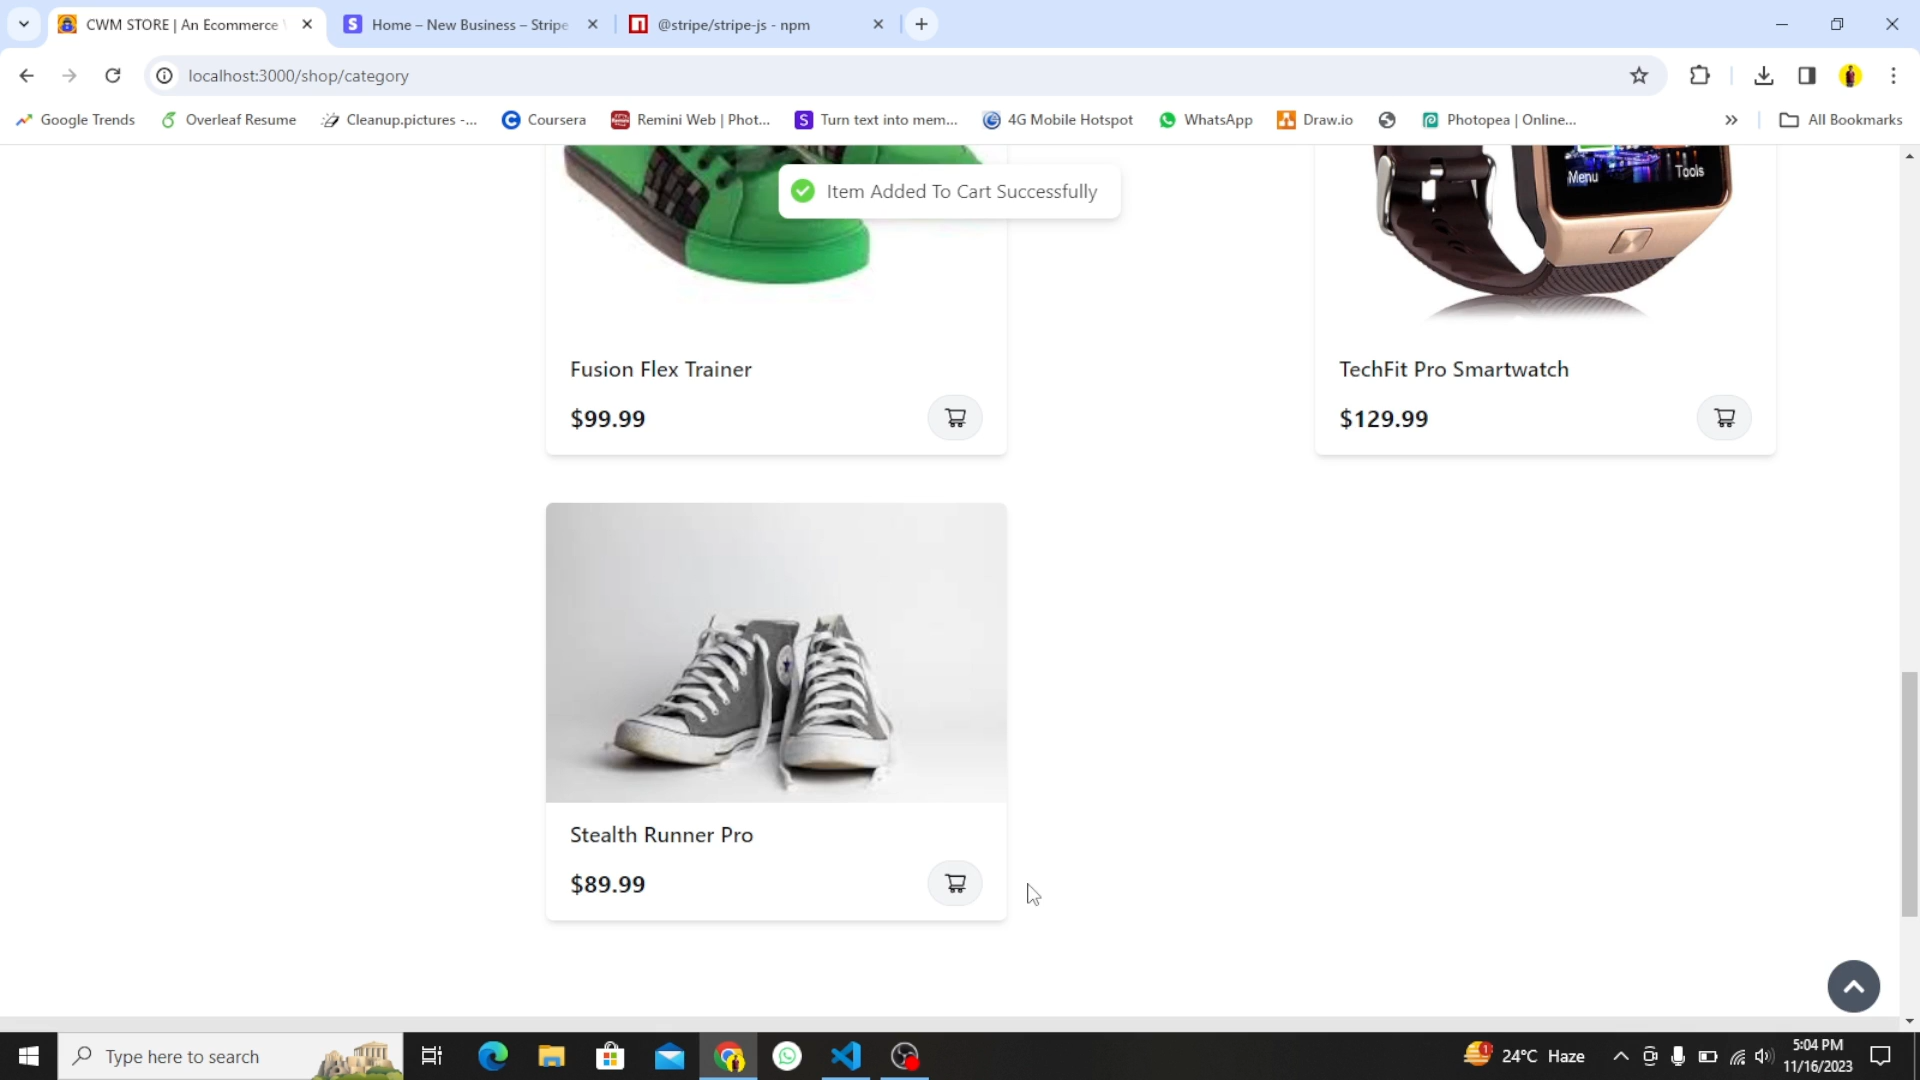 CWM STORE | An Ecommerce
Home – New Business – Stripe
@stripe/stripe-js - npm
localhost:3000/shop/category
Google Trends
Overleaf Resume
Cleanup.pictures -...
Coursera
Remini Web | Phot...
Turn text into mem...
4G Mobile Hotspot
WhatsApp
Draw.io
Photopea | Online...
All Bookmarks
Item Added To Cart Successfully
Menu
Tools
Fusion Flex Trainer
$99.99
TechFit Pro Smartwatch
$129.99
Stealth Runner Pro
$89.99
Type here to search
1
24°C Haze
5:04 PM
11/16/2023